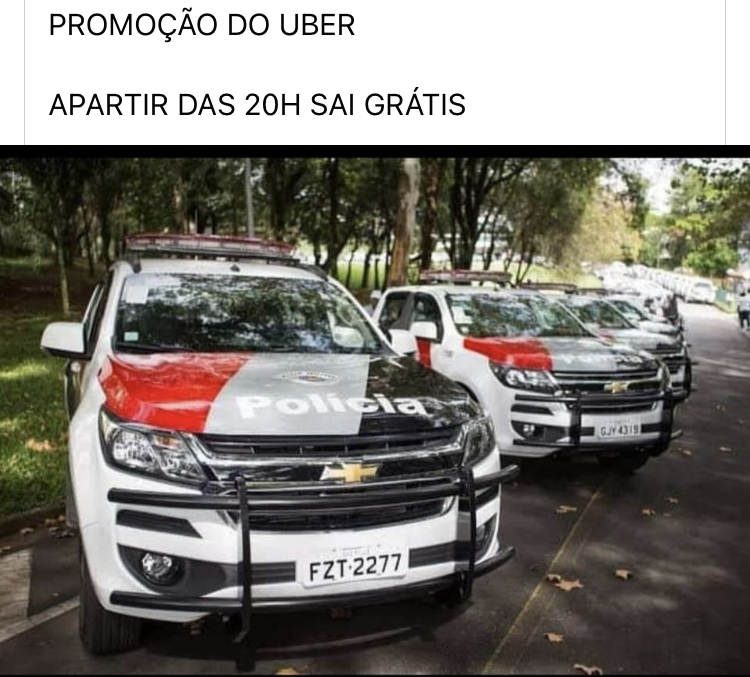 PROMOÇÃO DO UBER
APARTIR DAS 20H SAI GRÁTIS
Polícia
FZT·2277
GJY 4319